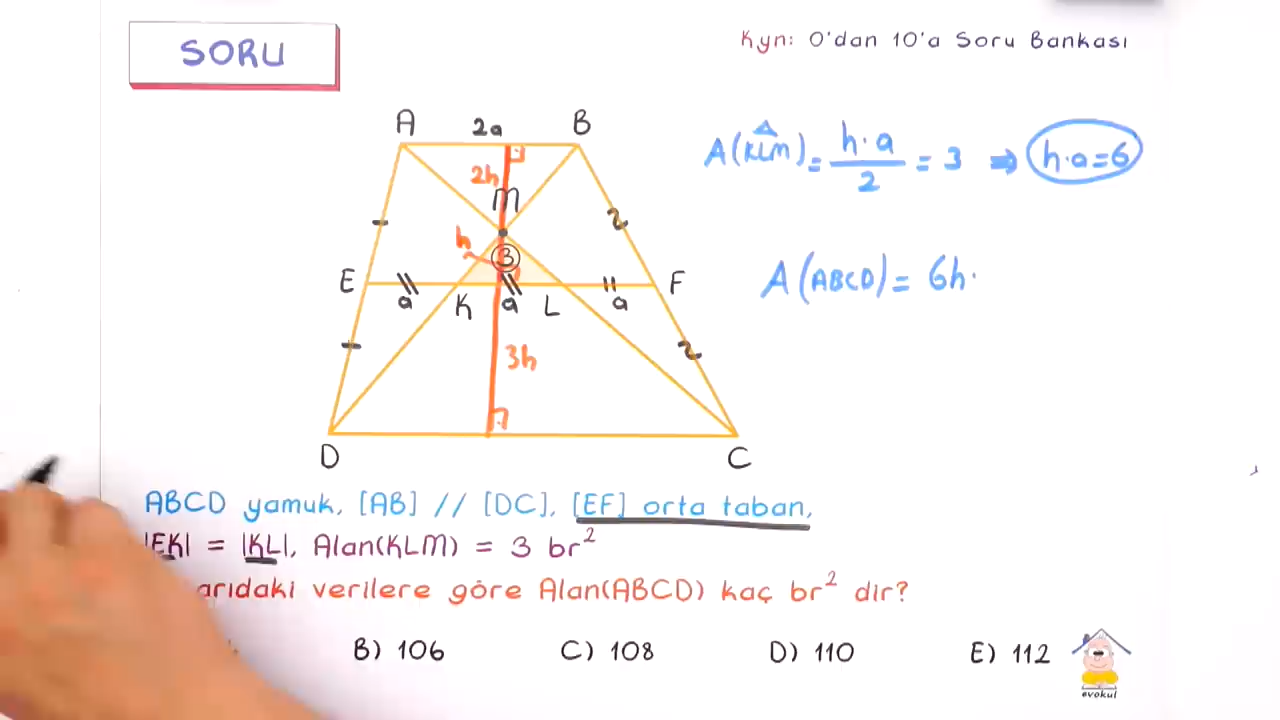 SORU
Kyn: 0'dan 10'a Soru Bankası
A 2a B
2h
M
h
3
E a K a L a F
3h
D C
A(KLM) = h·a / 2 = 3 ⇒ h·a=6
A(ABCD) = 6h·
ABCD yamuk, [AB] // [DC], [EF] orta taban,
|EK| = |KL|, Alan(KLM) = 3 br²
arıdaki verilere göre Alan(ABCD) kaç br² dir?
B) 106 C) 108 D) 110 E) 112
evokul